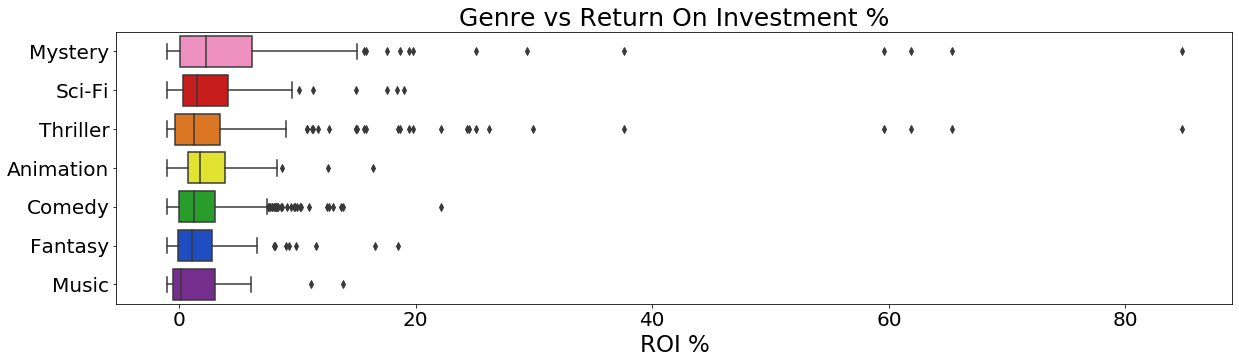 Genre vs Return On Investment %
Mystery
Sci-Fi
Thriller
Animation
Comedy
Fantasy
Music
0 20 40 60 80
ROI %